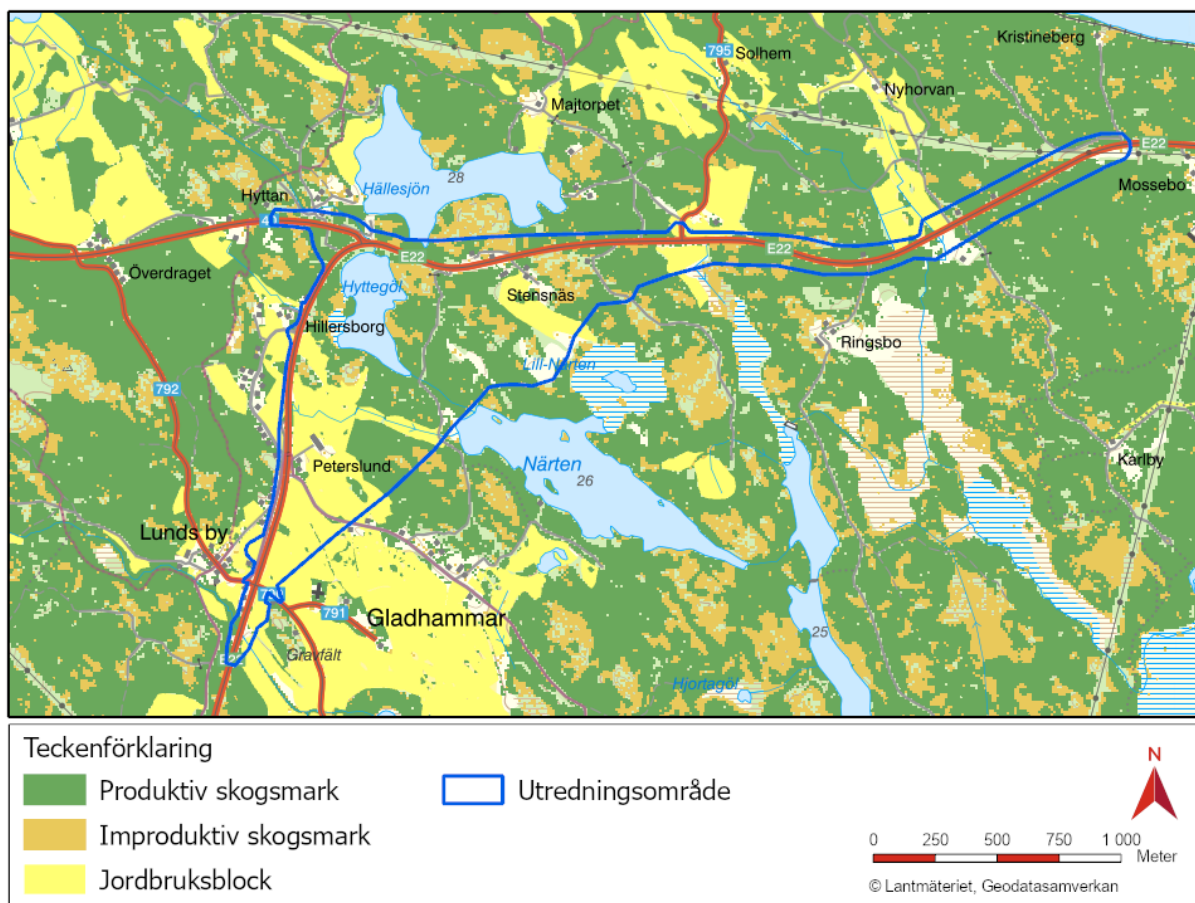 Kristineberg
795
Solhem
Nyhorvan
Majtorpet
E22
28
Hällesjön
Mossebo
Hyttan
E22
E22
Överdraget
Hyttegöl
Stensnäs
Hillersborg
Ringsbo
Lill-Närten
792
Närten
26
Karlby
Peterslund
Lunds by
791
Gladhammar
25
Gravfält
Hjortagöl
Teckenförklaring
Produktiv skogsmark
Utredningsområde
Improduktiv skogsmark
Jordbruksblock
N
0 250 500 750 1 000
Meter
© Lantmäteriet, Geodatasamverkan